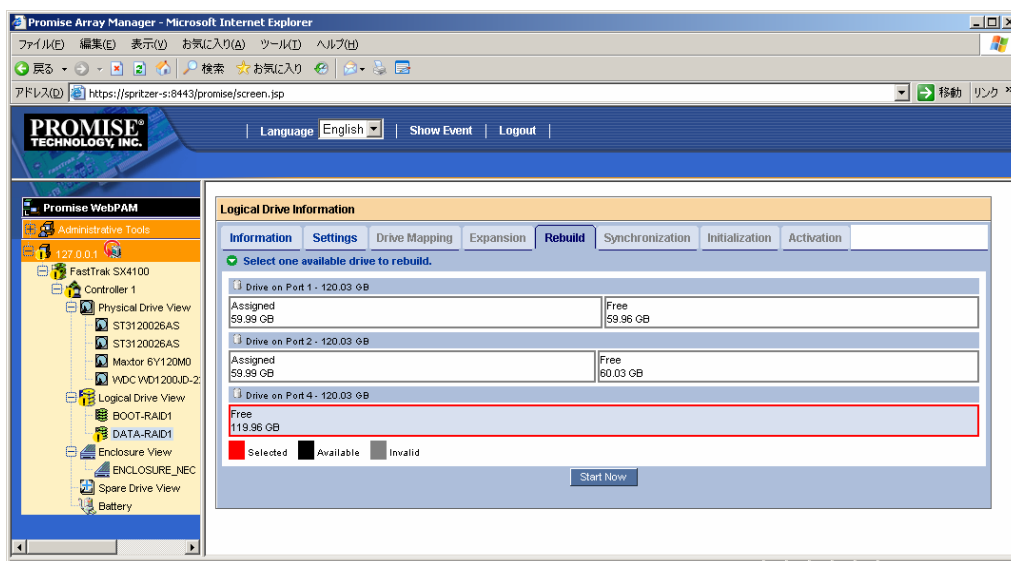 Promise Array Manager - Microsoft Internet Explorer
ファイル(F) 編集(E) 表示(V) お気に入り(A) ツール(T) ヘルプ(H)
戻る 検索 お気に入り
アドレス(D) https://spritzer-s:8443/promise/screen.jsp 移動 リンク »
PROMISE®
TECHNOLOGY, INC.
| Language English | Show Event | Logout |
Promise WebPAM
Administrative Tools
127.0.0.1
FastTrak SX4100
Controller 1
Physical Drive View
ST3120026AS
ST3120026AS
Maxtor 6Y120M0
WDC WD1200JD-2
Logical Drive View
BOOT-RAID1
DATA-RAID1
Enclosure View
ENCLOSURE_NEC
Spare Drive View
Battery
Logical Drive Information
Information Settings Drive Mapping Expansion Rebuild Synchronization Initialization Activation
Select one available drive to rebuild.
Drive on Port 1 - 120.03 GB
Assigned Free
59.99 GB 59.96 GB
Drive on Port 2 - 120.03 GB
Assigned Free
59.99 GB 60.03 GB
Drive on Port 4 - 120.03 GB
Free
119.96 GB
Selected Available Invalid
Start Now